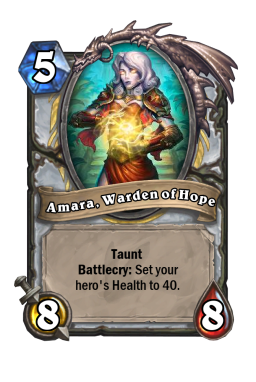 5
Amara, Warden of Hope
Taunt
Battlecry: Set your
hero's Health to 40.
8
8